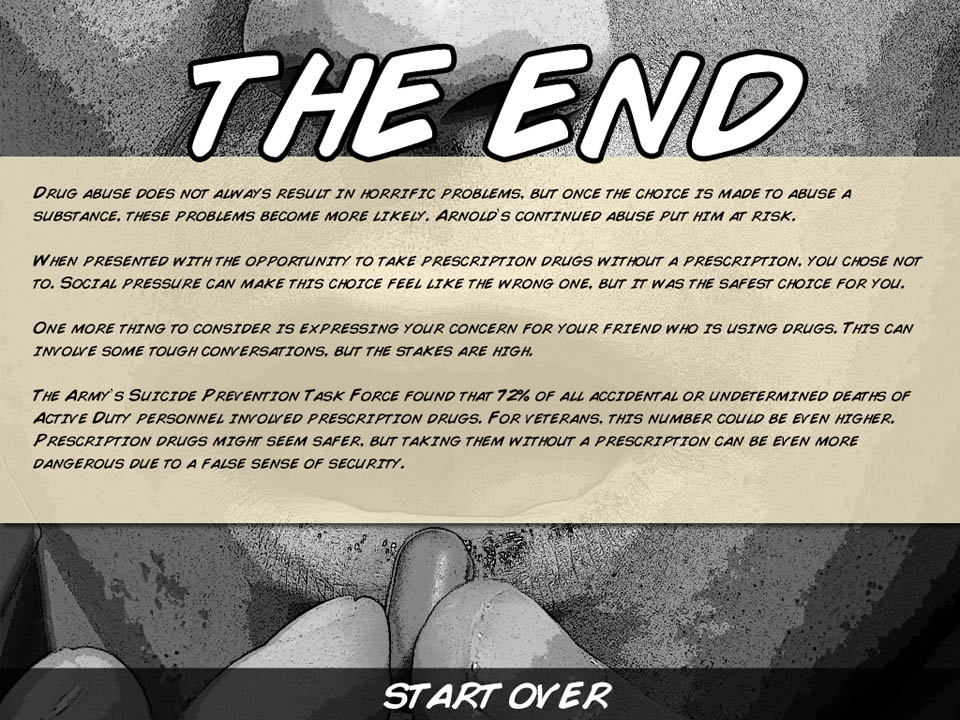 THE END
Drug abuse does not always result in horrific problems, but once the choice is made to abuse a
substance, these problems become more likely. Arnold's continued abuse put him at risk.
When presented with the opportunity to take prescription drugs without a prescription, you chose not
to. Social pressure can make this choice feel like the wrong one, but it was the safest choice for you.
One more thing to consider is expressing your concern for your friend who is using drugs. This can
involve some tough conversations, but the stakes are high.
The Army's Suicide Prevention Task Force found that 72% of all accidental or undetermined deaths of
Active Duty personnel involved prescription drugs. For veterans, this number could be even higher.
Prescription drugs might seem safer, but taking them without a prescription can be even more
dangerous due to a false sense of security.
START OVER